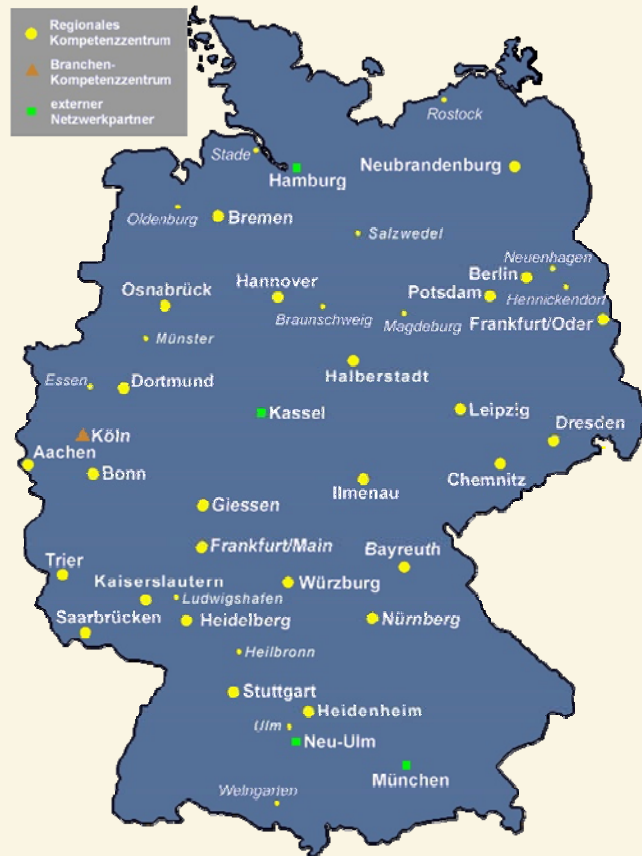 Regionales
Kompetenzzentrum
Branchen-
Kompetenzzentrum
externer
Netzwerkpartner
Rostock
Stade
Hamburg
Neubrandenburg
Oldenburg
Bremen
Salzwedel
Neuenhagen
Berlin
Hannover
Osnabrück
Potsdam
Hennickendorf
Braunschweig
Magdeburg
Frankfurt/Oder
Münster
Halberstadt
Essen
Dortmund
Kassel
Leipzig
Dresden
Köln
Aachen
Bonn
Ilmenau
Chemnitz
Giessen
Frankfurt/Main
Bayreuth
Trier
Kaiserslautern
Würzburg
Ludwigshafen
Saarbrücken
Heidelberg
Nürnberg
Heilbronn
Stuttgart
Heidenheim
Ulm
Neu-Ulm
München
Weingarten